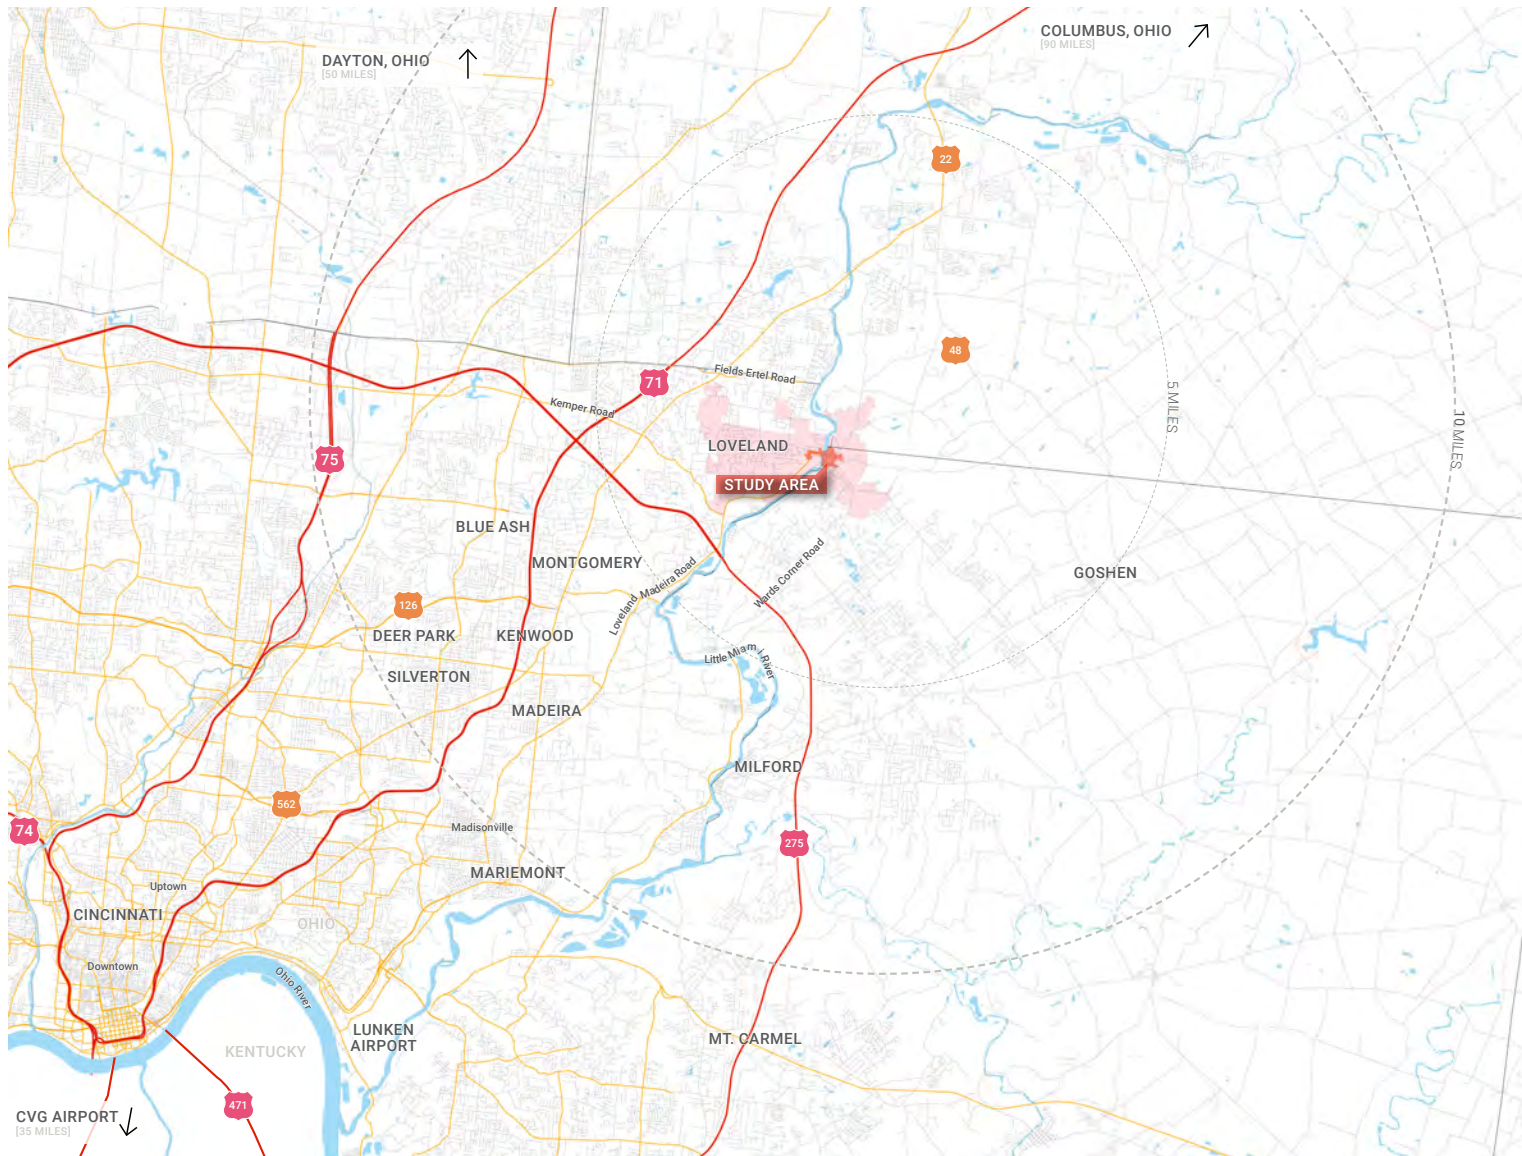 COLUMBUS, OHIO
[90 MILES]
DAYTON, OHIO
[50 MILES]
22
48
Fields Ertel Road
71
Kemper Road
5 MILES
10 MILES
LOVELAND
75
STUDY AREA
BLUE ASH
MONTGOMERY
GOSHEN
Wards Corner Road
Loveland Madeira Road
126
DEER PARK
KENWOOD
Little Miami River
SILVERTON
MADEIRA
MILFORD
562
Madisonville
74
275
MARIEMONT
Uptown
CINCINNATI
OHIO
Downtown
Ohio River
LUNKEN
AIRPORT
MT. CARMEL
KENTUCKY
471
CVG AIRPORT
[35 MILES]